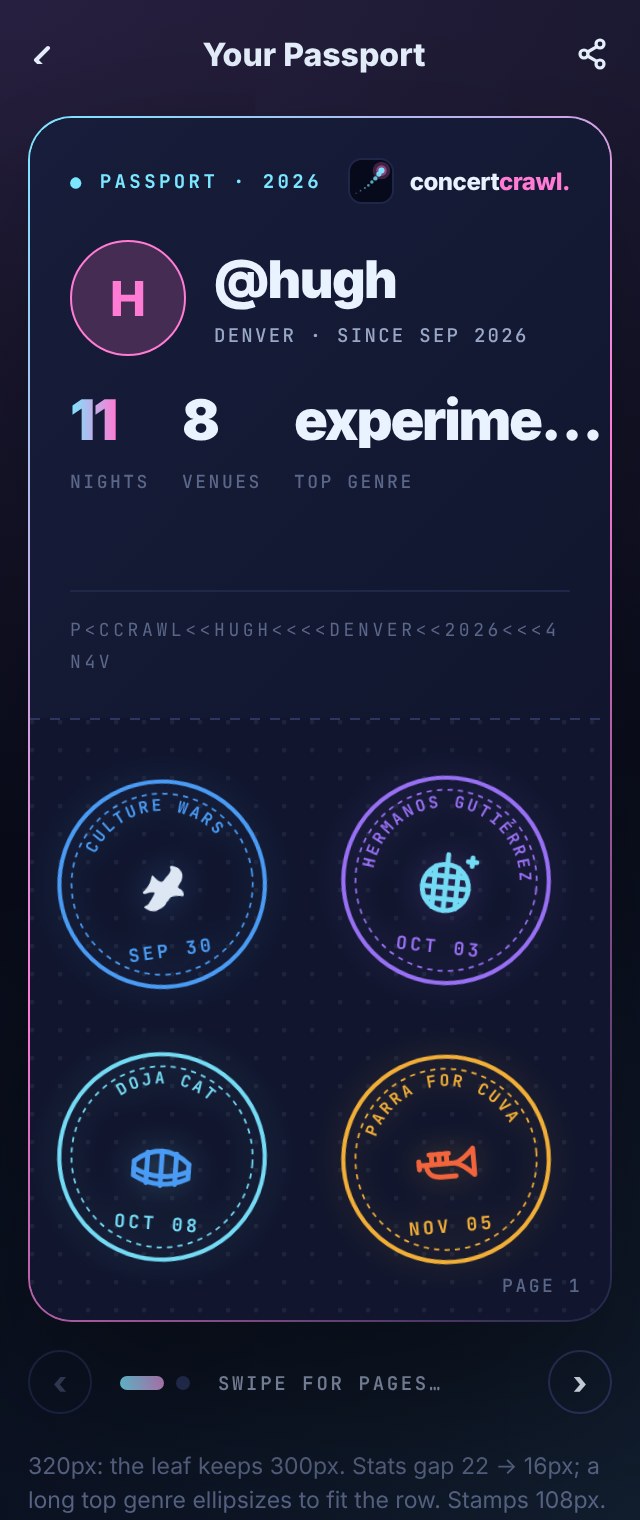 Your Passport
PASSPORT · 2026
concertcrawl.
H
@hugh
DENVER · SINCE SEP 2026
11 8 experime...
NIGHTS VENUES TOP GENRE
P<CCRAWL<<HUGH<<<<DENVER<<2026<<<4
N4V
CULTURE WARS
SEP 30
HERMANOS GUTIÉRREZ
OCT 03
DOJA CAT
OCT 08
PARRA FOR CUVA
NOV 05
PAGE 1
SWIPE FOR PAGES…
320px: the leaf keeps 300px. Stats gap 22 → 16px; a
long top genre ellipsizes to fit the row. Stamps 108px.